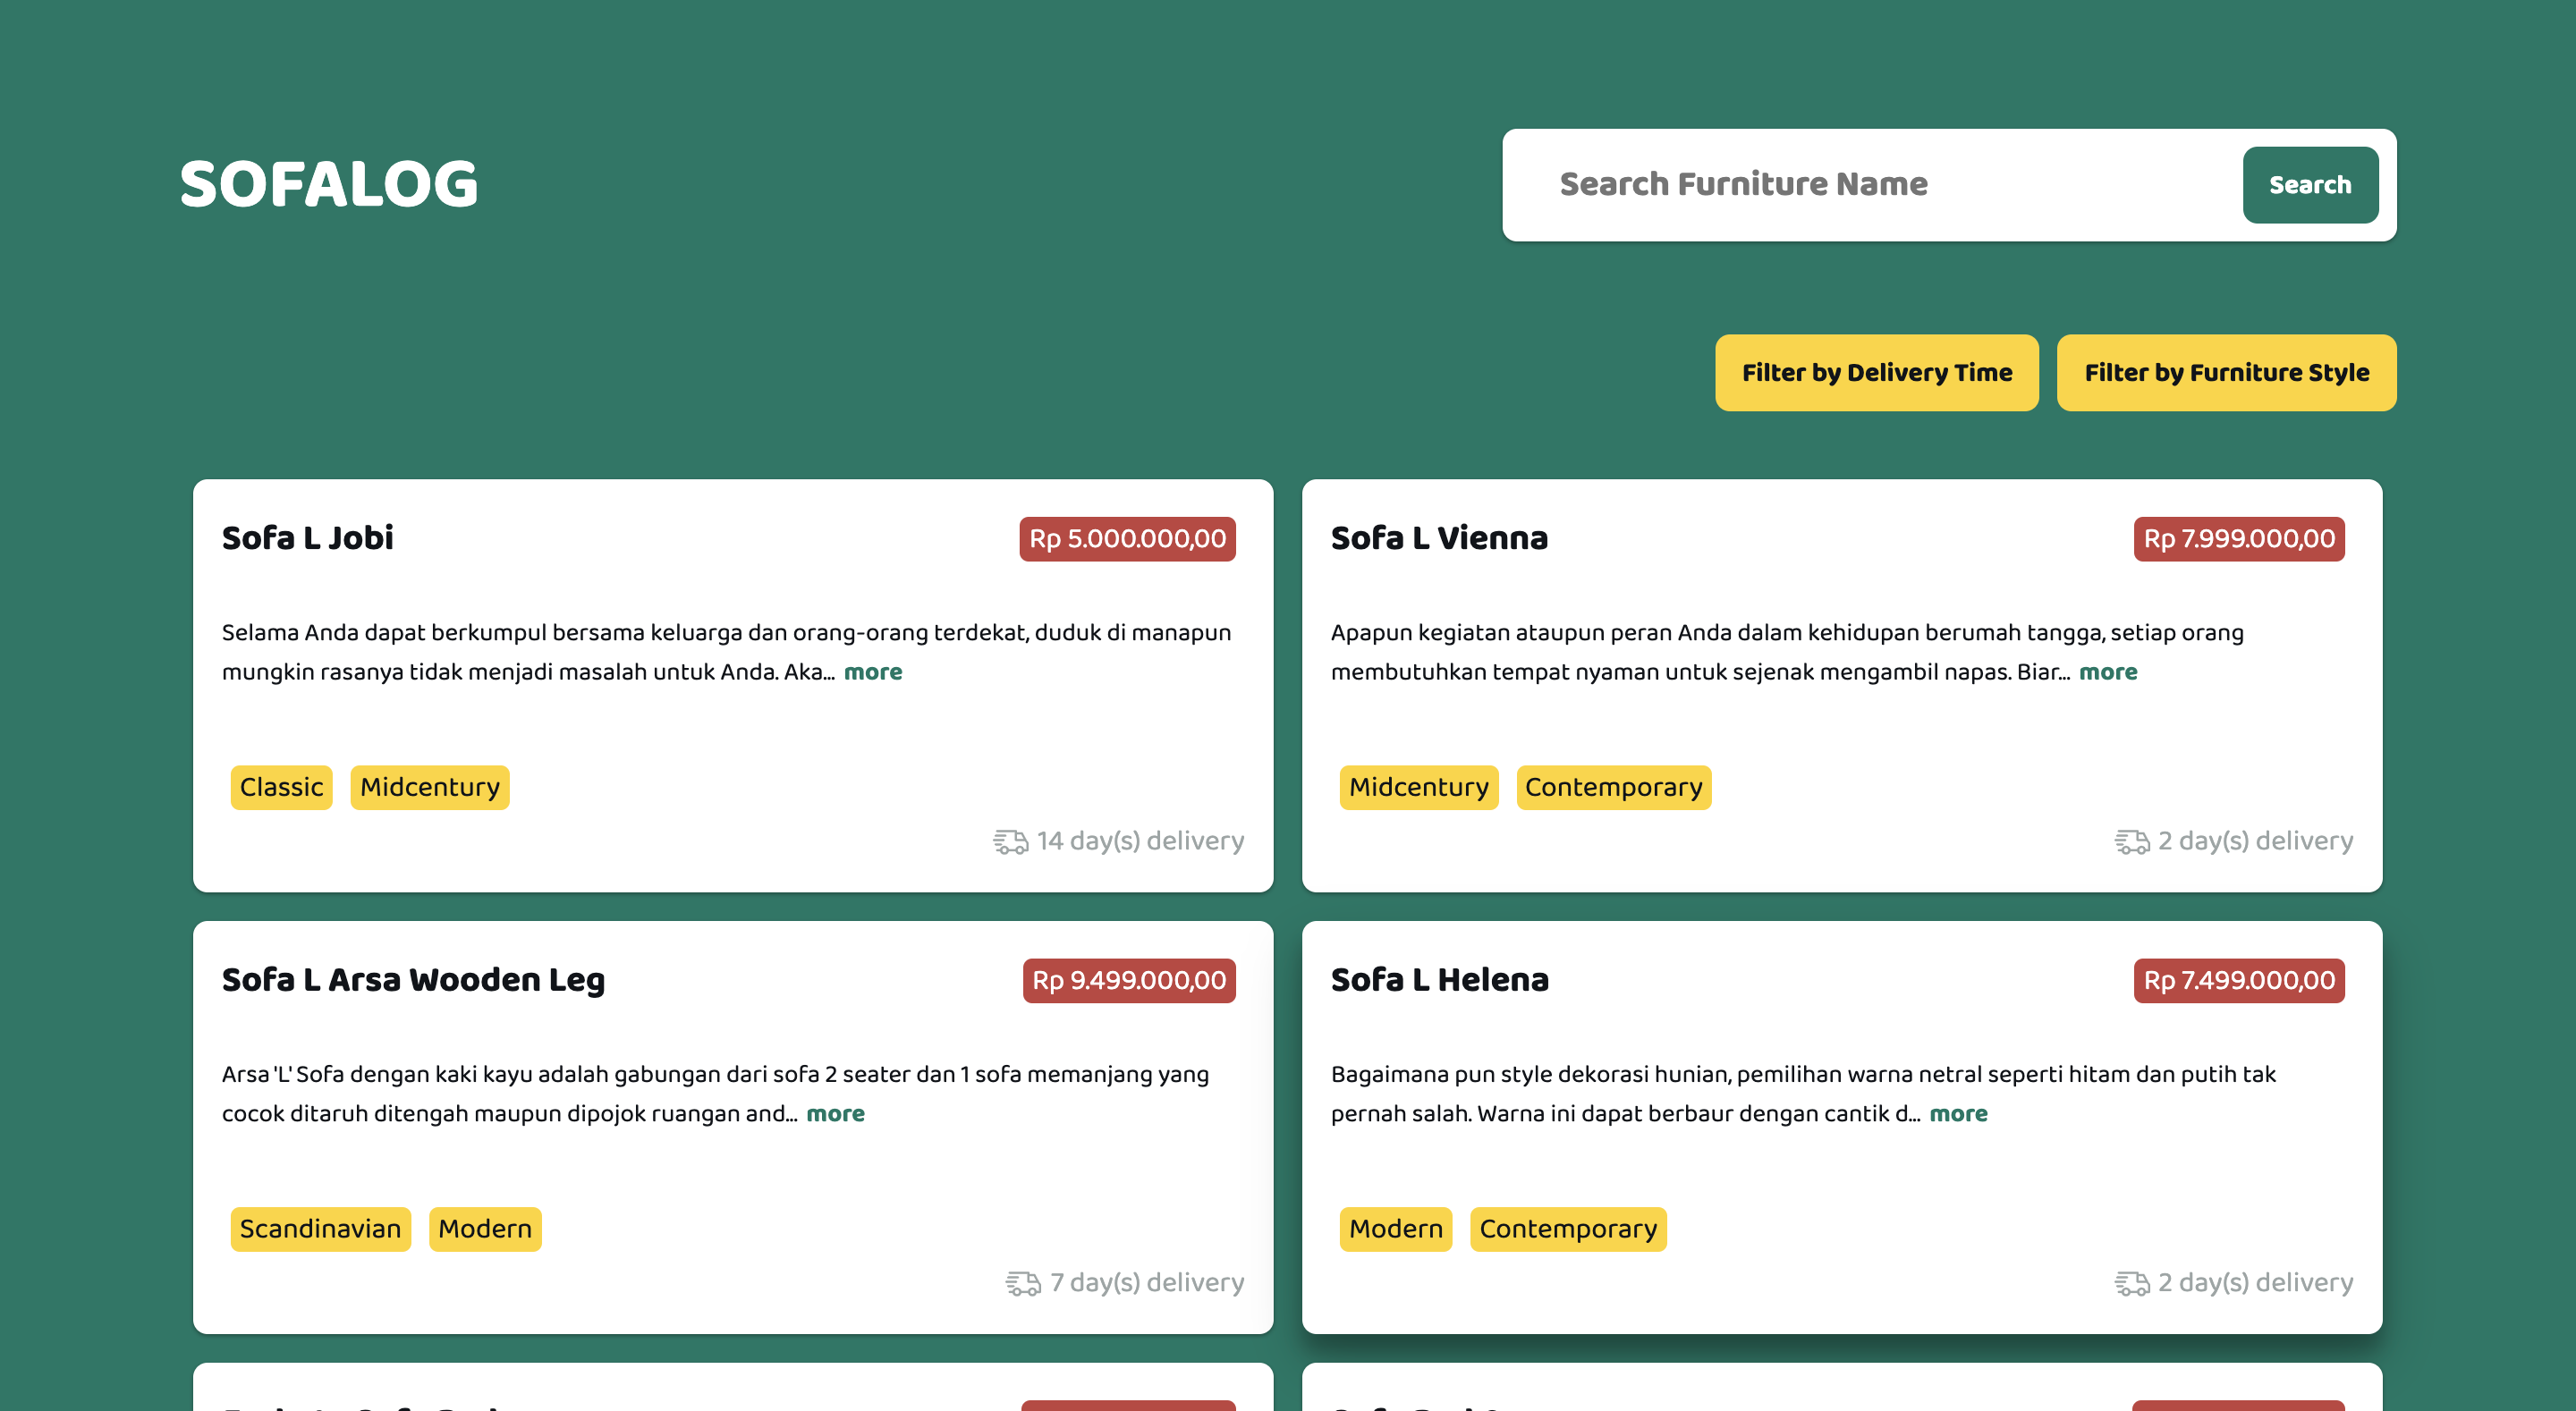 SOFALOG
Search Furniture Name
Search
Filter by Delivery Time
Filter by Furniture Style
Sofa L Jobi
Rp 5.000.000,00
Selama Anda dapat berkumpul bersama keluarga dan orang-orang terdekat, duduk di manapun
mungkin rasanya tidak menjadi masalah untuk Anda. Aka... more
Classic
Midcentury
14 day(s) delivery
Sofa L Vienna
Rp 7.999.000,00
Apapun kegiatan ataupun peran Anda dalam kehidupan berumah tangga, setiap orang
membutuhkan tempat nyaman untuk sejenak mengambil napas. Biar... more
Midcentury
Contemporary
2 day(s) delivery
Sofa L Arsa Wooden Leg
Rp 9.499.000,00
Arsa 'L' Sofa dengan kaki kayu adalah gabungan dari sofa 2 seater dan 1 sofa memanjang yang
cocok ditaruh ditengah maupun dipojok ruangan and... more
Scandinavian
Modern
7 day(s) delivery
Sofa L Helena
Rp 7.499.000,00
Bagaimana pun style dekorasi hunian, pemilihan warna netral seperti hitam dan putih tak
pernah salah. Warna ini dapat berbaur dengan cantik d... more
Modern
Contemporary
2 day(s) delivery